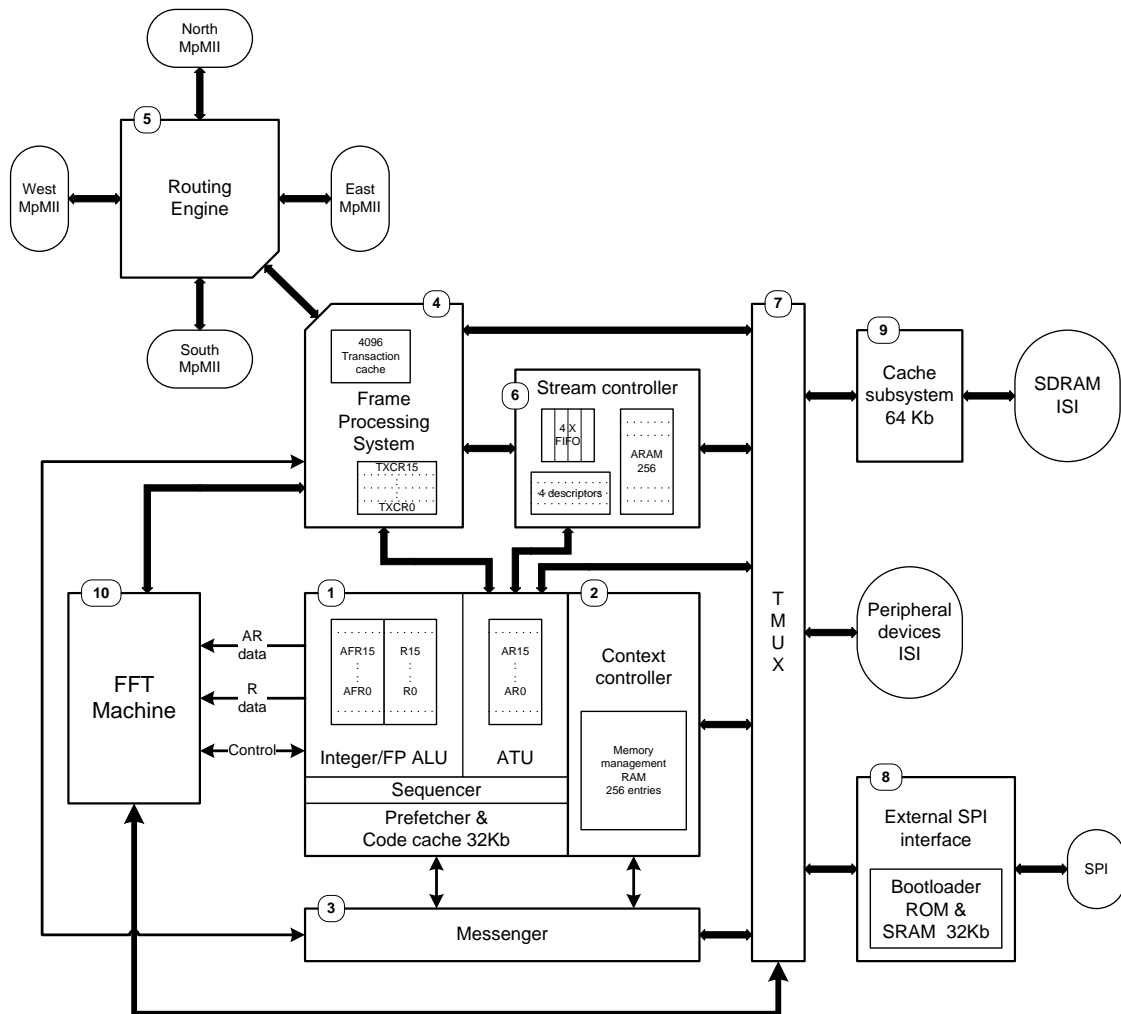 North
MpMII
5
West
MpMII
Routing
Engine
East
MpMII
South
MpMII
4
4096
Transaction
cache
Frame
Processing
System
TXCR15
:
:
TXCR0
6
Stream controller
4 X
FIFO
4 descriptors
ARAM
256
7
TMUX
9
Cache
subsystem
64 Kb
SDRAM
ISI
10
FFT
Machine
AR
data
R
data
Control
1
AFR15
:
:
AFR0
R15
:
:
R0
Integer/FP ALU
AR15
:
:
AR0
ATU
Sequencer
Prefetcher &
Code cache 32Kb
2
Context
controller
Memory
management
RAM
256 entries
Peripheral
devices
ISI
8
External SPI
interface
Bootloader
ROM &
SRAM 32Kb
SPI
3
Messenger